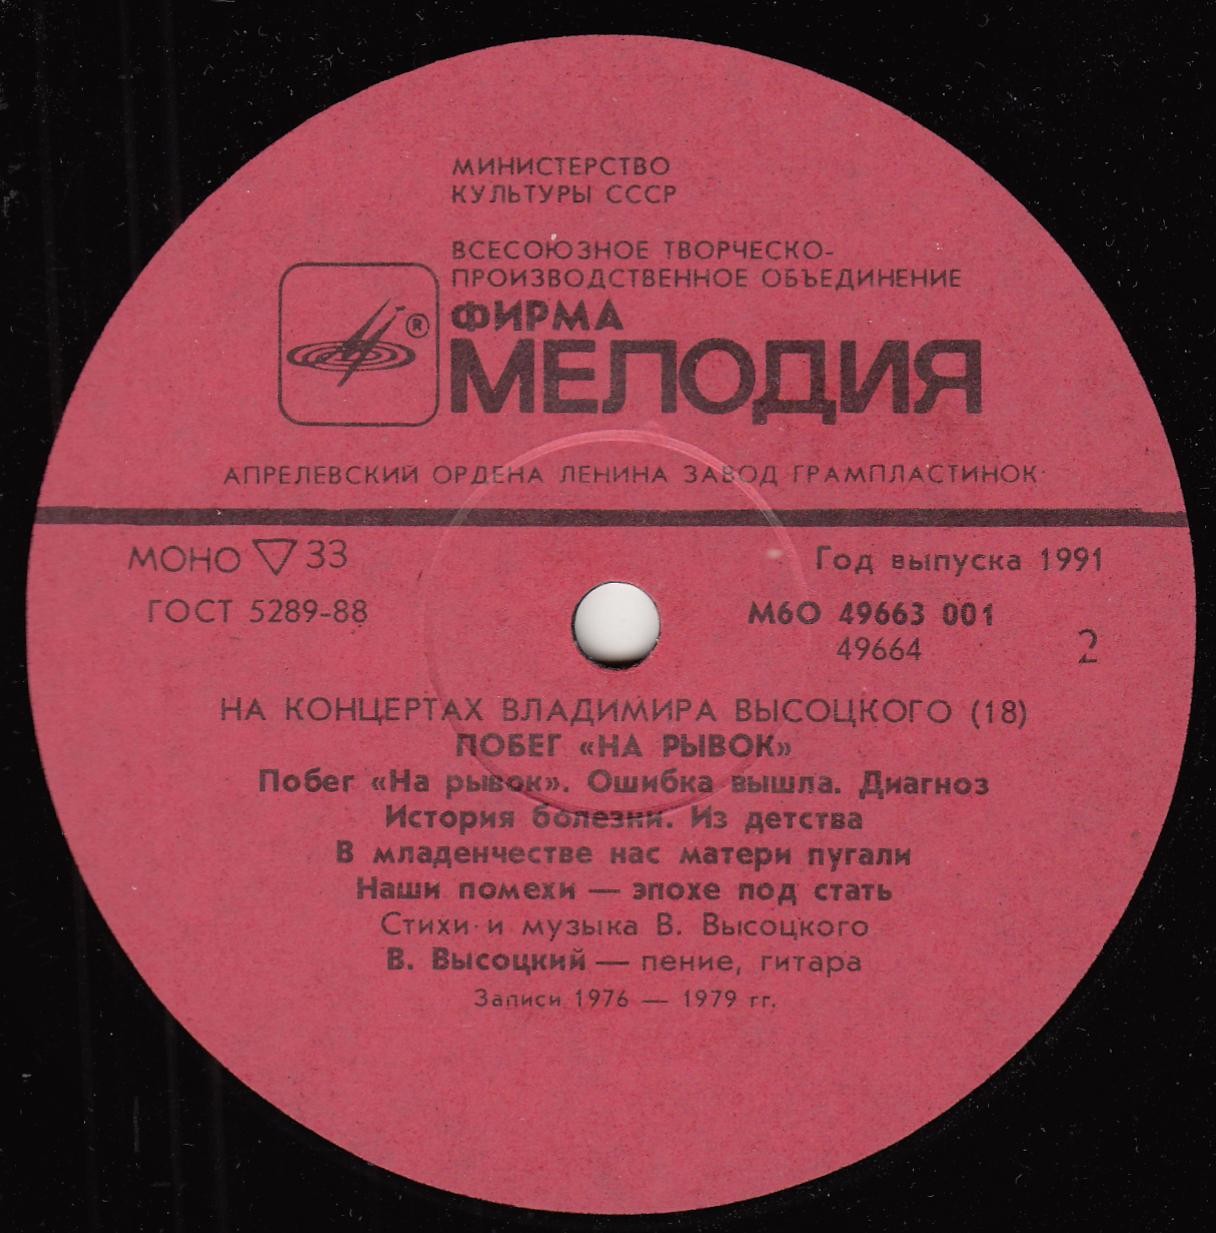 МИНИСТЕРСТВО
КУЛЬТУРЫ СССР
ВСЕСОЮЗНОЕ ТВОРЧЕСКО-
ПРОИЗВОДСТВЕННОЕ ОБЪЕДИНЕНИЕ
ФИРМА
® МЕЛОДИЯ
АПРЕЛЕВСКИЙ ОРДЕНА ЛЕНИНА ЗАВОД ГРАМПЛАСТИНОК
МОНО ▽ 33 Год выпуска 1991
ГОСТ 5289-88 М6О 49663 001
49664 2
НА КОНЦЕРТАХ ВЛАДИМИРА ВЫСОЦКОГО (18)
ПОБЕГ «НА РЫВОК»
Побег «На рывок». Ошибка вышла. Диагноз
История болезни. Из детства
В младенчестве нас матери пугали
Наши помехи — эпохе под стать
Стихи и музыка В. Высоцкого
В. Высоцкий — пение, гитара
Записи 1976 — 1979 гг.